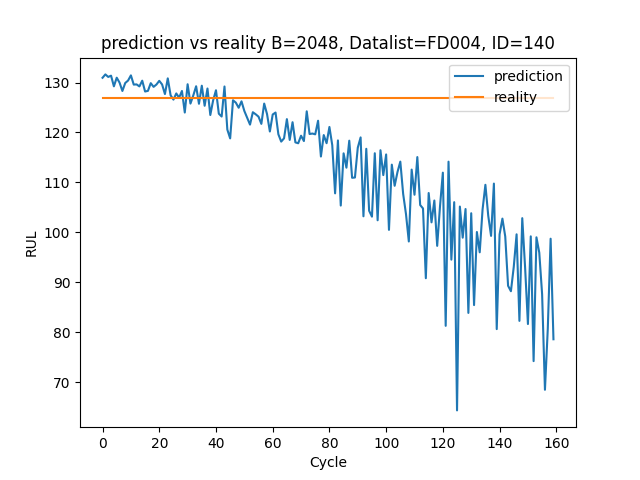 prediction vs reality B=2048, Datalist=FD004, ID=140
prediction
reality
RUL
130
120
110
100
90
80
70
0 20 40 60 80 100 120 140 160
Cycle